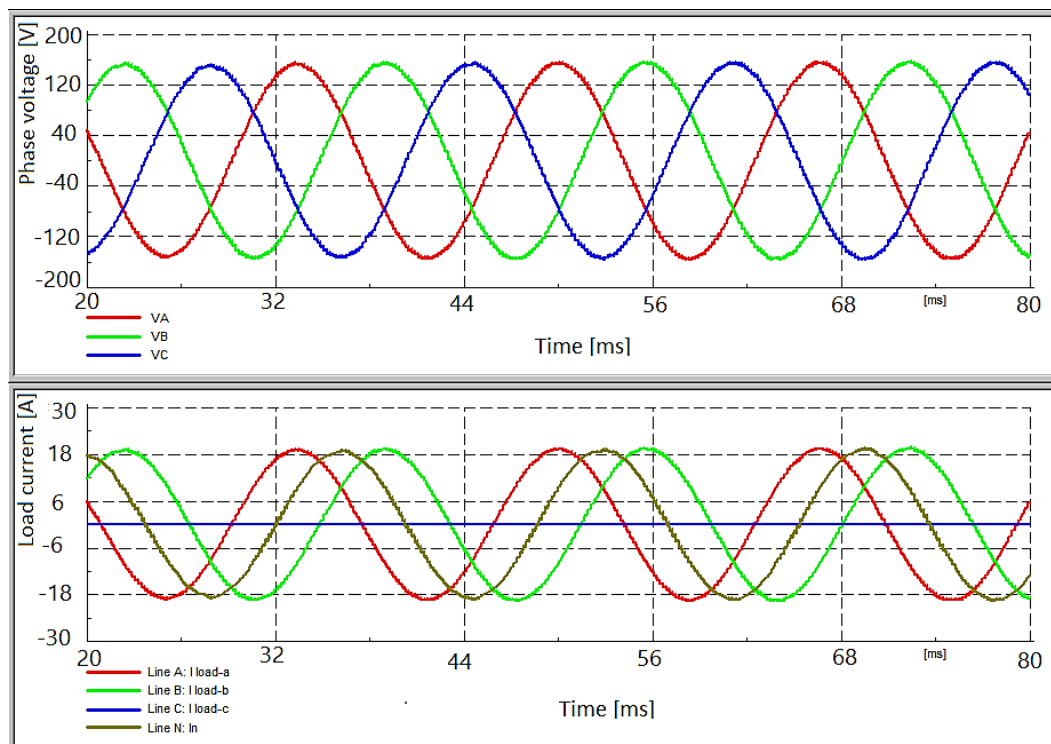 Phase voltage [V]
200
120
40
-40
-120
-200
20
32
44
56
68
[ms]
80
VA
VB
VC
Time [ms]
Load currrent [A]
30
18
6
-6
-18
-30
20
32
44
56
68
[ms]
80
Line A: I load-a
Line B: I load-b
Line C: I load-c
Line N: In
Time [ms]